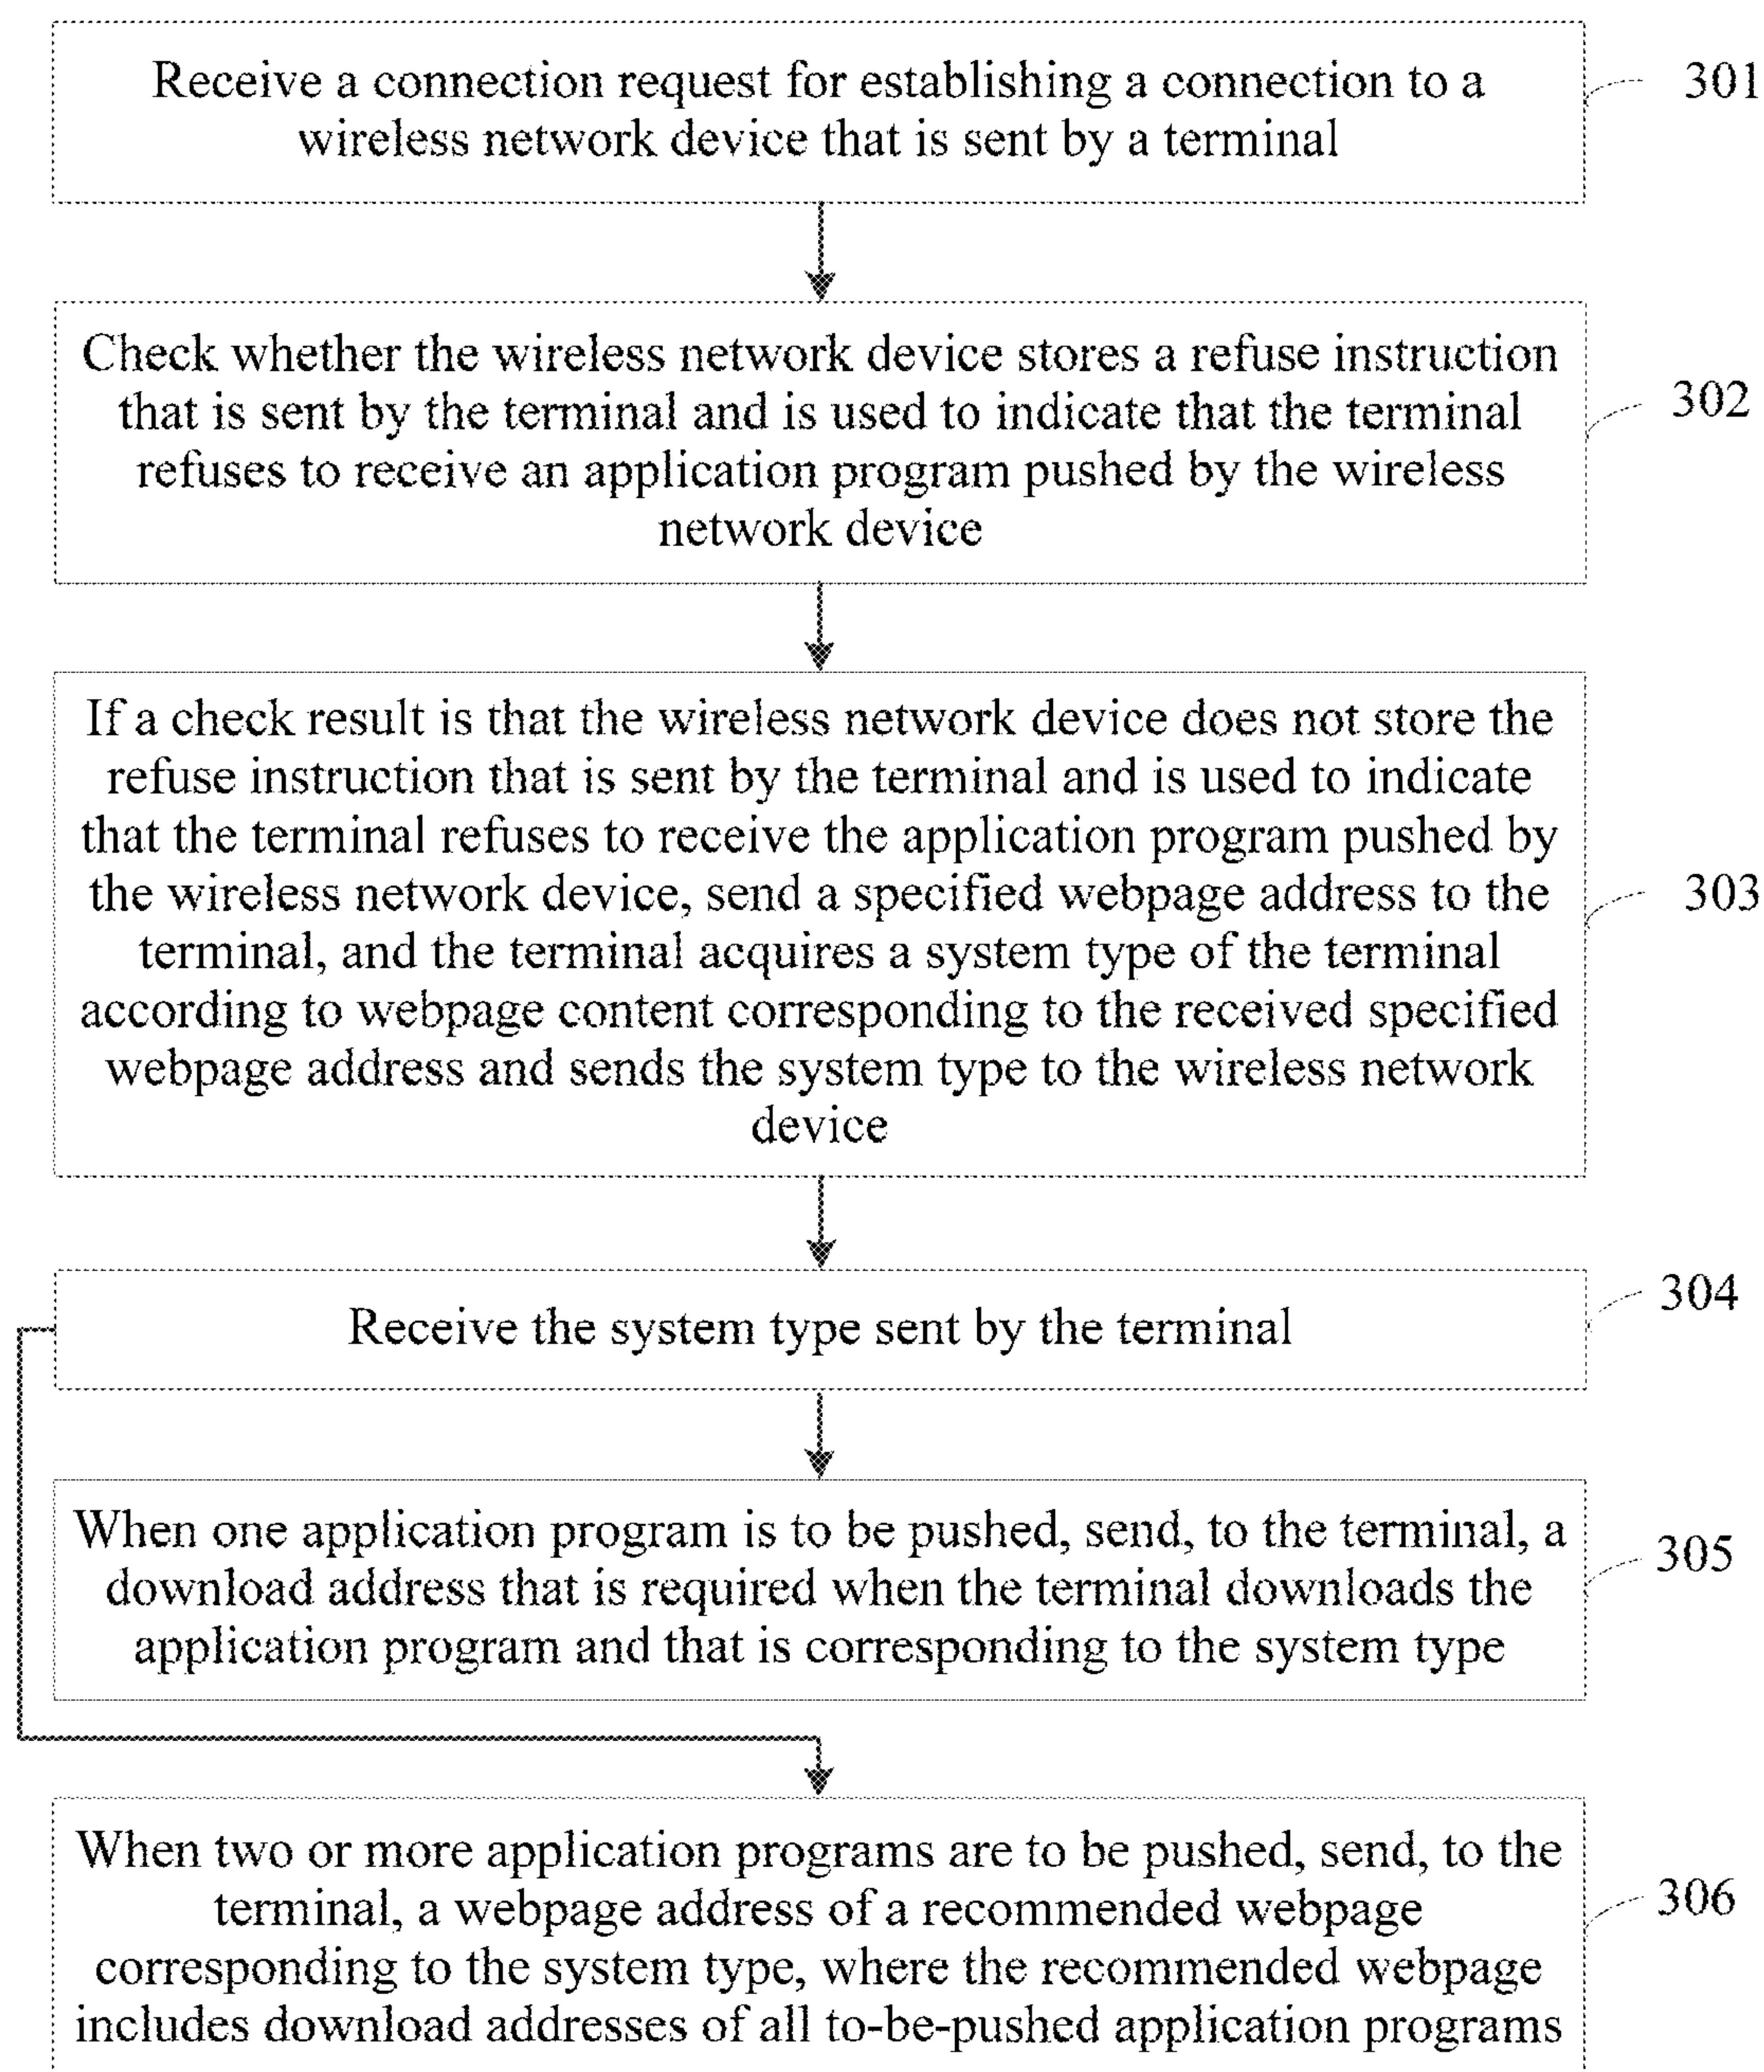 Receive a connection request for establishing a connection to a
wireless network device that is sent by a terminal
301
Check whether the wireless network device stores a refuse instruction
that is sent by the terminal and is used to indicate that the terminal
refuses to receive an application program pushed by the wireless
network device
302
If a check result is that the wireless network device does not store the
refuse instruction that is sent by the terminal and is used to indicate
that the terminal refuses to receive the application program pushed by
the wireless network device, send a specified webpage address to the
terminal, and the terminal acquires a system type of the terminal
according to webpage content corresponding to the received specified
webpage address and sends the system type to the wireless network
device
303
Receive the system type sent by the terminal
304
When one application program is to be pushed, send, to the terminal, a
download address that is required when the terminal downloads the
application program and that is corresponding to the system type
305
When two or more application programs are to be pushed, send, to the
terminal, a webpage address of a recommended webpage
corresponding to the system type, where the recommended webpage
includes download addresses of all to-be-pushed application programs
306